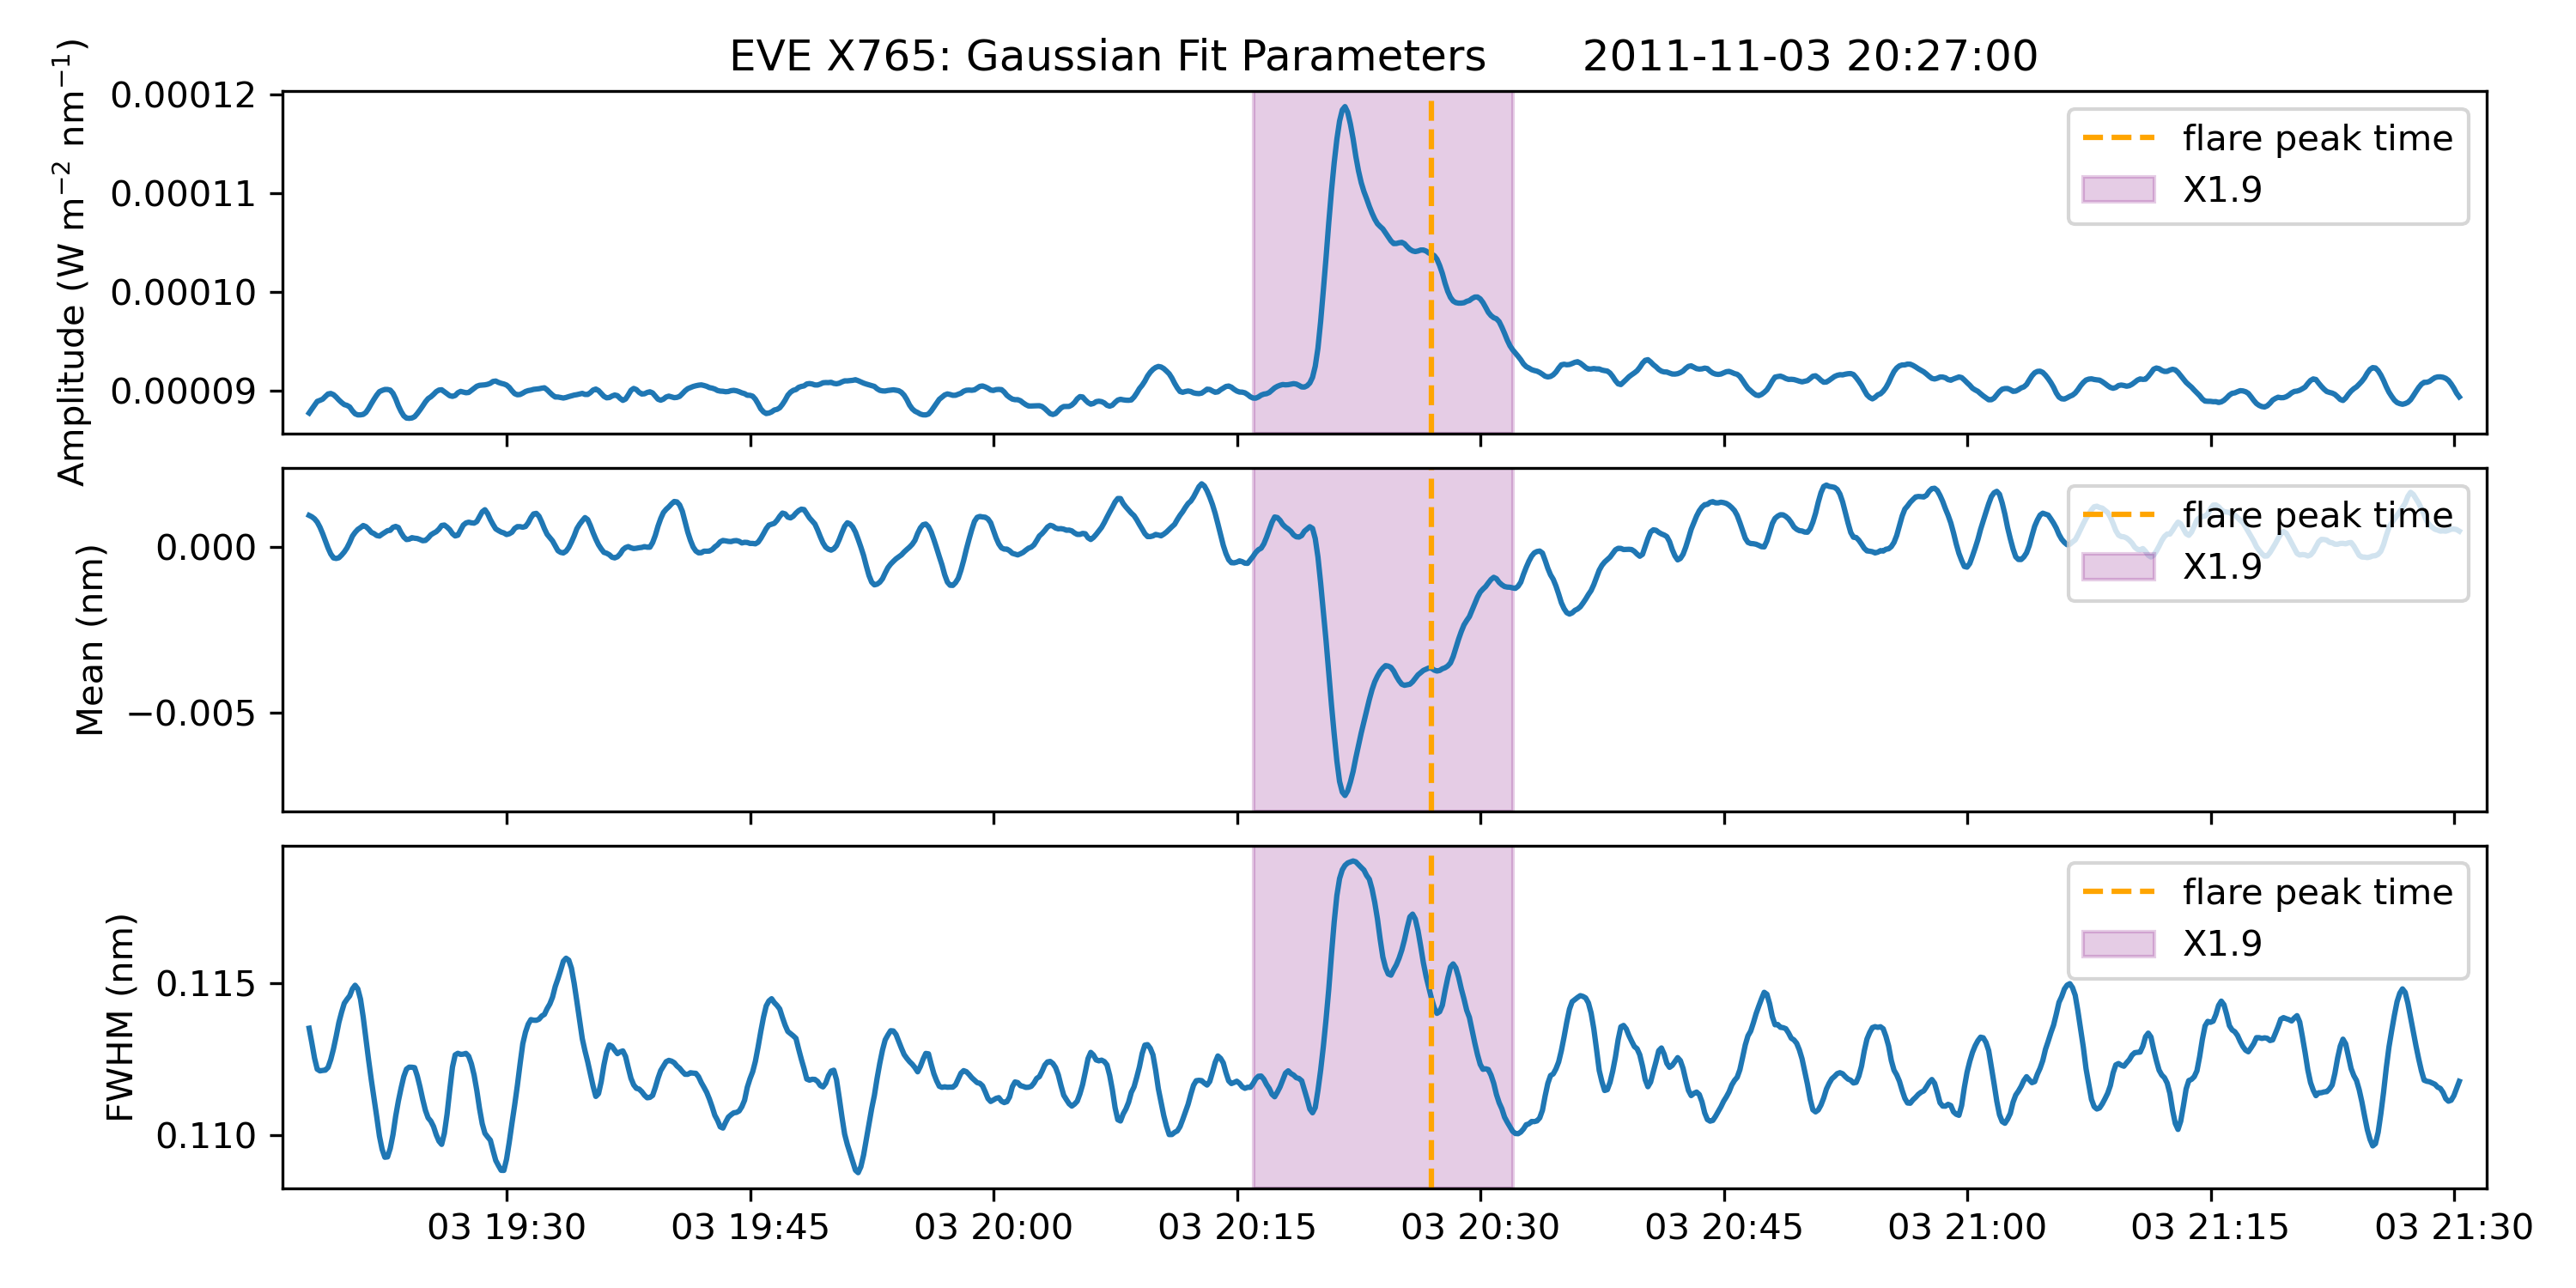 EVE X765: Gaussian Fit Parameters 2011-11-03 20:27:00
Amplitude (W m⁻² nm⁻¹)
0.00012
0.00011
0.00010
0.00009
flare peak time
X1.9
Mean (nm)
0.000
−0.005
flare peak time
X1.9
FWHM (nm)
0.115
0.110
flare peak time
X1.9
03 19:30 03 19:45 03 20:00 03 20:15 03 20:30 03 20:45 03 21:00 03 21:15 03 21:30